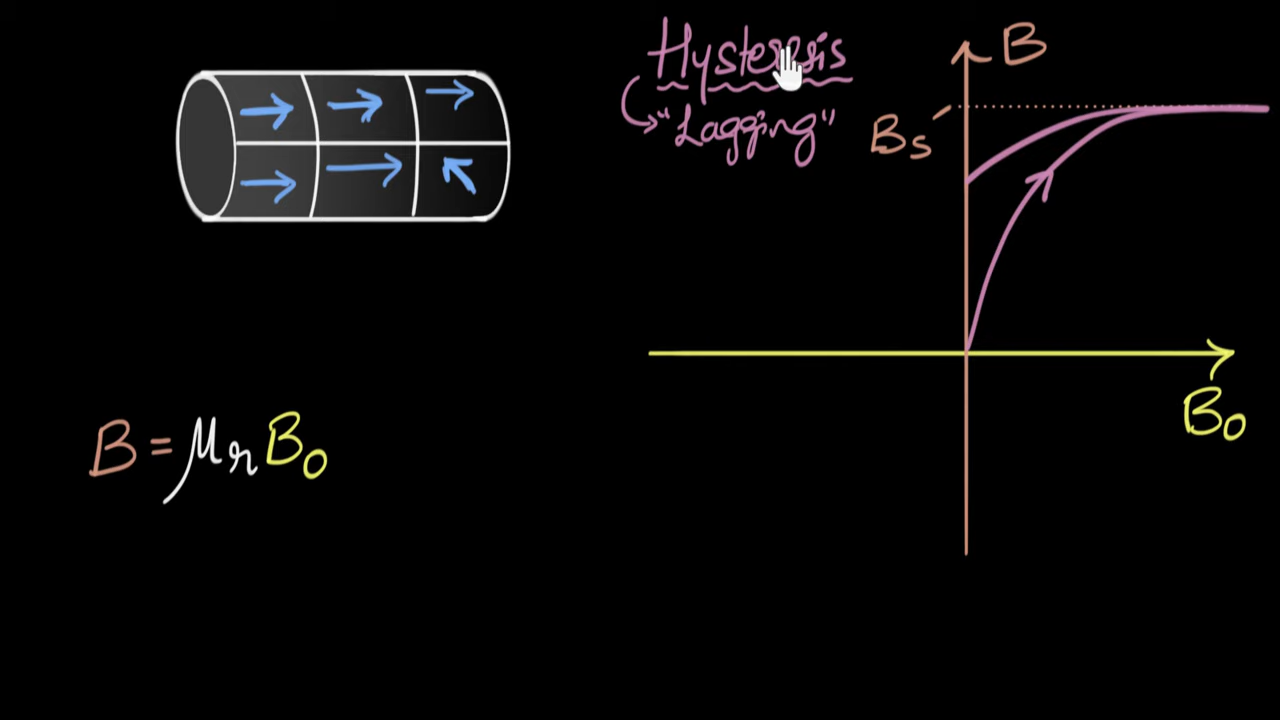 Hysteresis
"Lagging"
B
Bs
B₀
B = μᵣ B₀